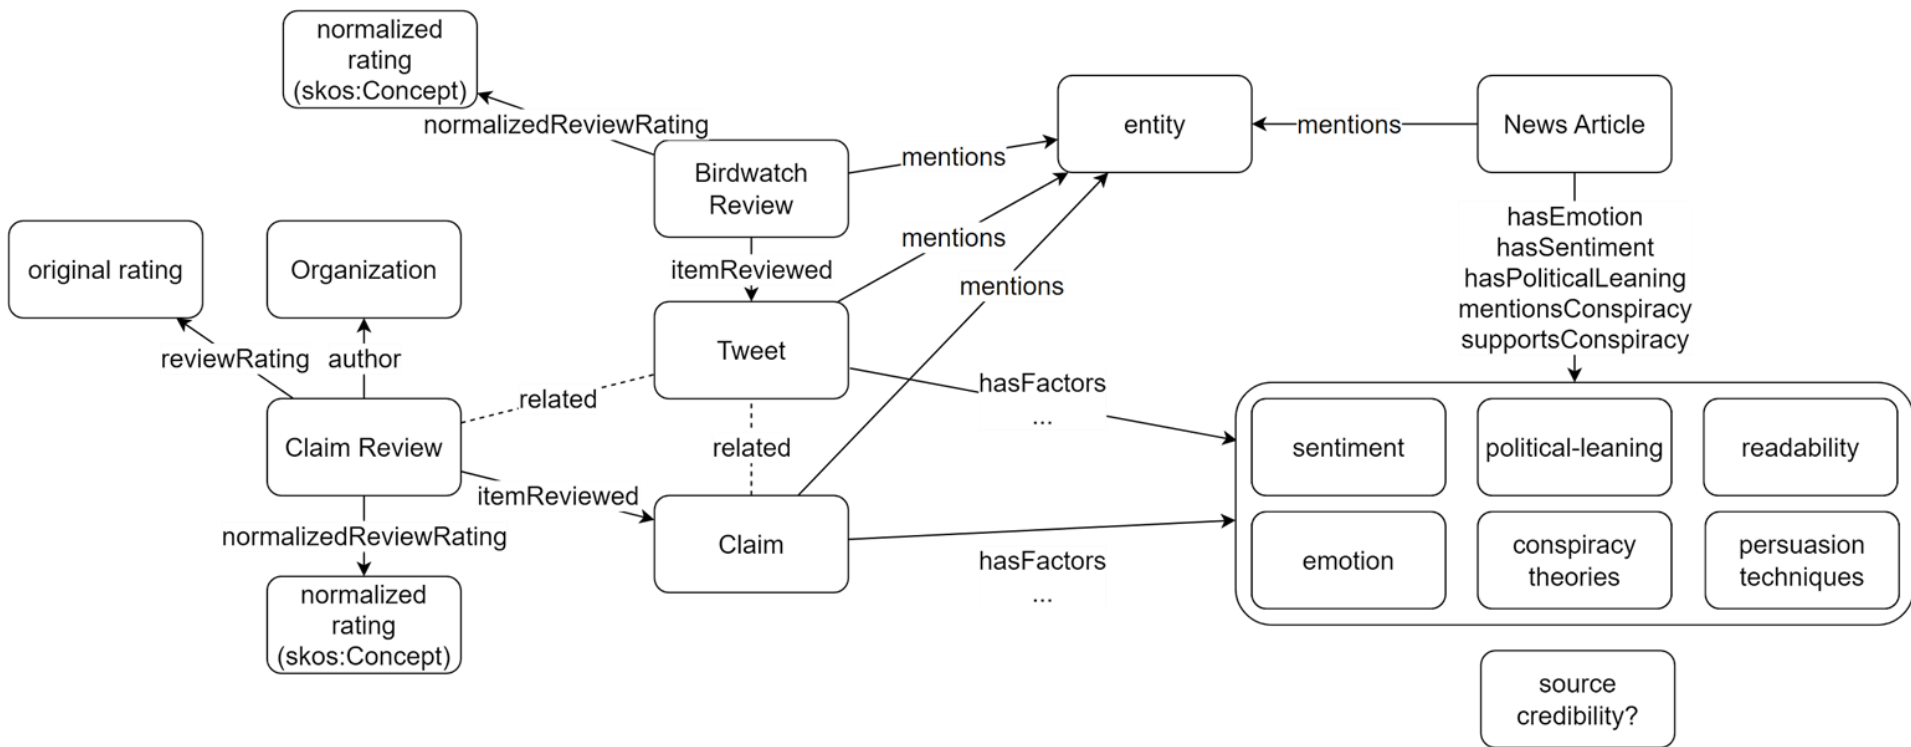 normalized
rating
(skos:Concept)
normalizedReviewRating
Birdwatch
Review
mentions
entity
mentions
News Article
original rating
Organization
itemReviewed
mentions
mentions
hasEmotion
hasSentiment
hasPoliticalLeaning
mentionsConspiracy
supportsConspiracy
reviewRating
author
Tweet
related
hasFactors
...
Claim Review
related
itemReviewed
normalizedReviewRating
Claim
hasFactors
...
normalized
rating
(skos:Concept)
sentiment
political-leaning
readability
emotion
conspiracy
theories
persuasion
techniques
source
credibility?